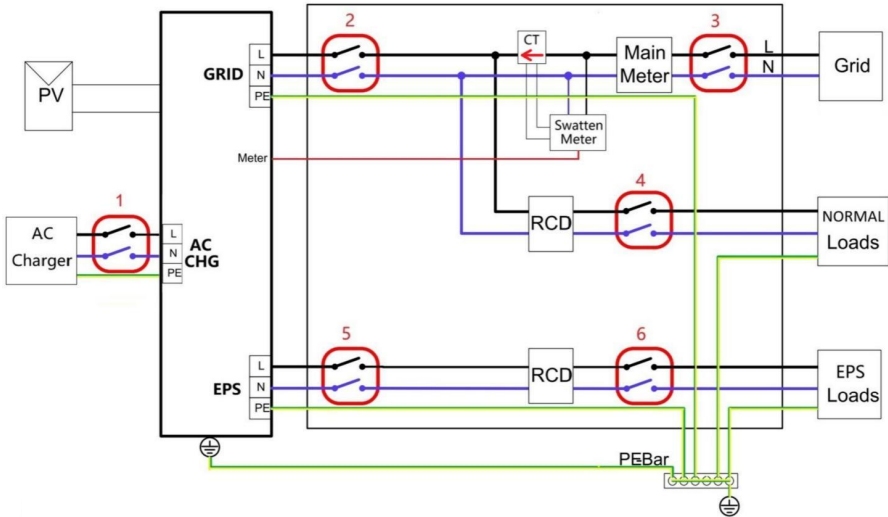 2
3
L
GRID
N
PE
CT
Main
Meter
L
N
Grid
PV
Swatten
Meter
Meter
1
4
AC
Charger
L
N
PE
AC
CHG
RCD
NORMAL
Loads
5
6
L
EPS
N
PE
RCD
EPS
Loads
PEBar